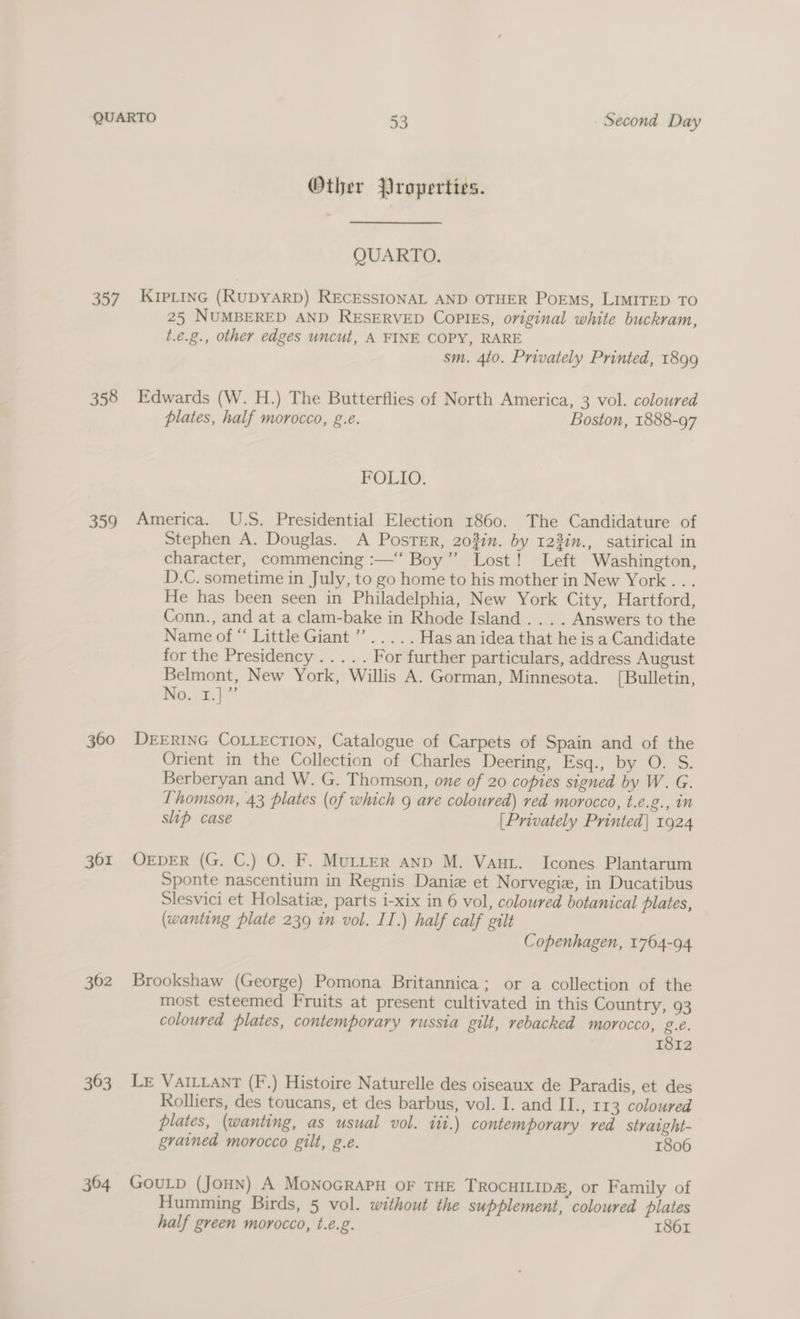 QUARTO 53 Second Day
Other Properties.
QUARTO.
357 KIPLING (RUDYARD) RECESSIONAL AND OTHER POEMS, LIMITED TO
25 NUMBERED AND RESERVED COPIES, original white buckram,
t.e.g., other edges uncut, A FINE COPY, RARE
sm. 4to. Privately Printed, 1899
358 Edwards (W. H.) The Butterflies of North America, 3 vol. coloured
plates, half morocco, g.e. Boston, 1888-97
FOLIO.
359 America. U.S. Presidential Election 1860. The Candidature of
Stephen A. Douglas. A POSTER, 20¾in. by 12¾in., satirical in
character, commencing :—“ Boy ” Lost ! Left Washington,
D.C. sometime in July, to go home to his mother in New York . . .
He has been seen in Philadelphia, New York City, Hartford,
Conn., and at a clam-bake in Rhode Island . . . . Answers to the
Name of “ Little Giant ” . . . . . Has an idea that he is a Candidate
for the Presidency . . . . . For further particulars, address August
Belmont, New York, Willis A. Gorman, Minnesota. [Bulletin,
No. 1.] ”
360 DEERING COLLECTION, Catalogue of Carpets of Spain and of the
Orient in the Collection of Charles Deering, Esq., by O. S.
Berberyan and W. G. Thomson, one of 20 copies signed by W. G.
Thomson, 43 plates (of which 9 are coloured) red morocco, t.e.g., in
slip case [Privately Printed] 1924
361 OEDER (G. C.) O. F. MULLER AND M. VAHL. Icones Plantarum
Sponte nascentium in Regnis Daniæ et Norvegiæ, in Ducatibus
Slesvici et Holsatiæ, parts i-xix in 6 vol, coloured botanical plates,
(wanting plate 239 in vol. II.) half calf gilt
Copenhagen, 1764-94
362 Brookshaw (George) Pomona Britannica ; or a collection of the
most esteemed Fruits at present cultivated in this Country, 93
coloured plates, contemporary russia gilt, rebacked morocco, g.e.
1812
363 LE VAILLANT (F.) Histoire Naturelle des oiseaux de Paradis, et des
Rolliers, des toucans, et des barbus, vol. I. and II., 113 coloured
plates, (wanting, as usual vol. iii.) contemporary red straight-
grained morocco gilt, g.e. 1806
364 GOULD (JOHN) A MONOGRAPH OF THE TROCHILIDÆ, or Family of
Humming Birds, 5 vol. without the supplement, coloured plates
half green morocco, t.e.g. 1861